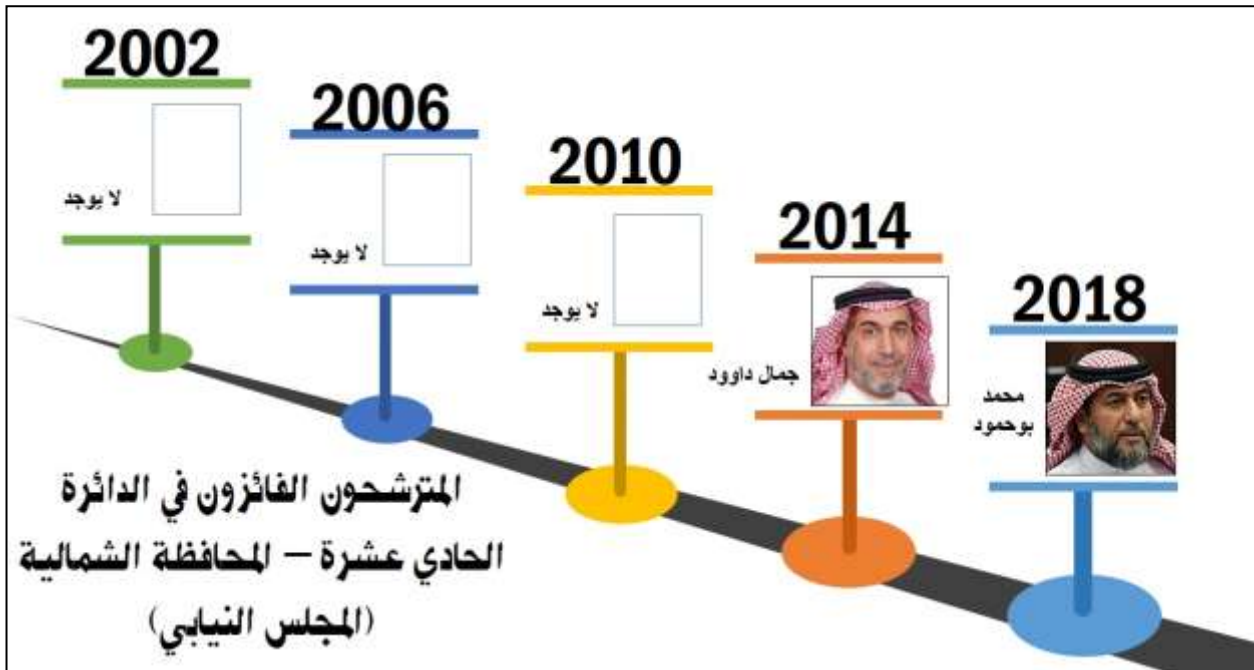 2002
لا يوجد
2006
لا يوجد
2010
لا يوجد
2014
جمال داوود
2018
محمد
بوحمود
المترشحون الفائزون في الدائرة
الحادي عشرة – المحافظة الشمالية
(المجلس النيابي)